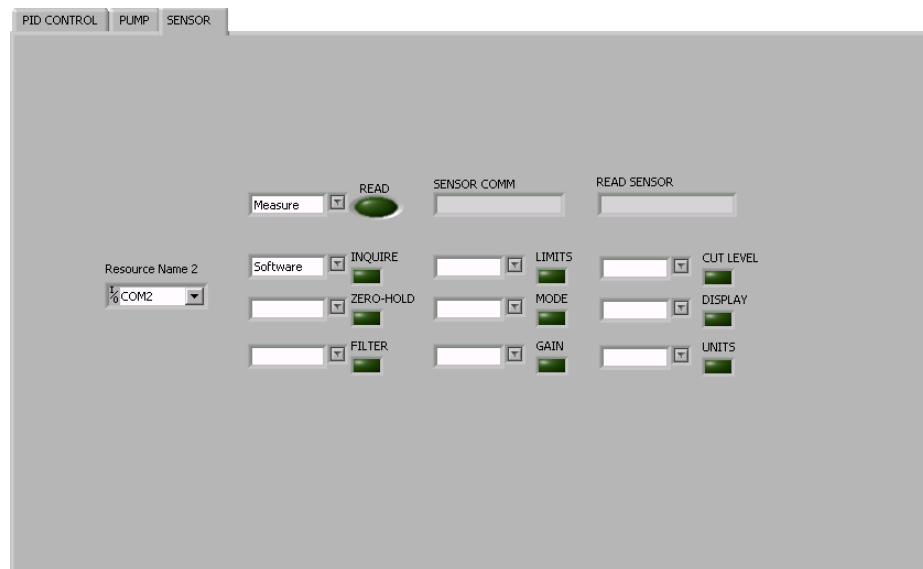 PID CONTROL PUMP SENSOR
READ SENSOR COMM READ SENSOR
Measure
Resource Name 2
COM2
Software INQUIRE LIMITS CUT LEVEL
ZERO-HOLD MODE DISPLAY
FILTER GAIN UNITS